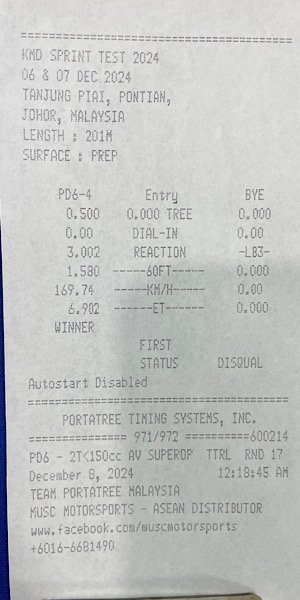 ==================================
KMD SPRINT TEST 2024
06 & 07 DEC 2024
TANJUNG PIAI, PONTIAN,
JOHOR, MALAYSIA
LENGTH : 201M
SURFACE : PREP
PD6-4 Entry BYE
0.500 0.000 TREE 0.000
0.00 DIAL-IN 0.00
3.002 REACTION -LB3-
1.580 ------60FT------ 0.000
169.74 ------KM/H------ 0.00
6.902 -------ET------- 0.000
WINNER
FIRST
STATUS DISQUAL
Autostart Disabled
==================================
PORTATREE TIMING SYSTEMS, INC.
============= 971/972 ==========600214
PD6 - 2T<150cc AV SUPEROP TTRL RND 17
December 8, 2024 12:18:45 AM
TEAM PORTATREE MALAYSIA
MUSC MOTORSPORTS - ASEAN DISTRIBUTOR
www.facebook.com/muscmotorsports
+6016-6681490